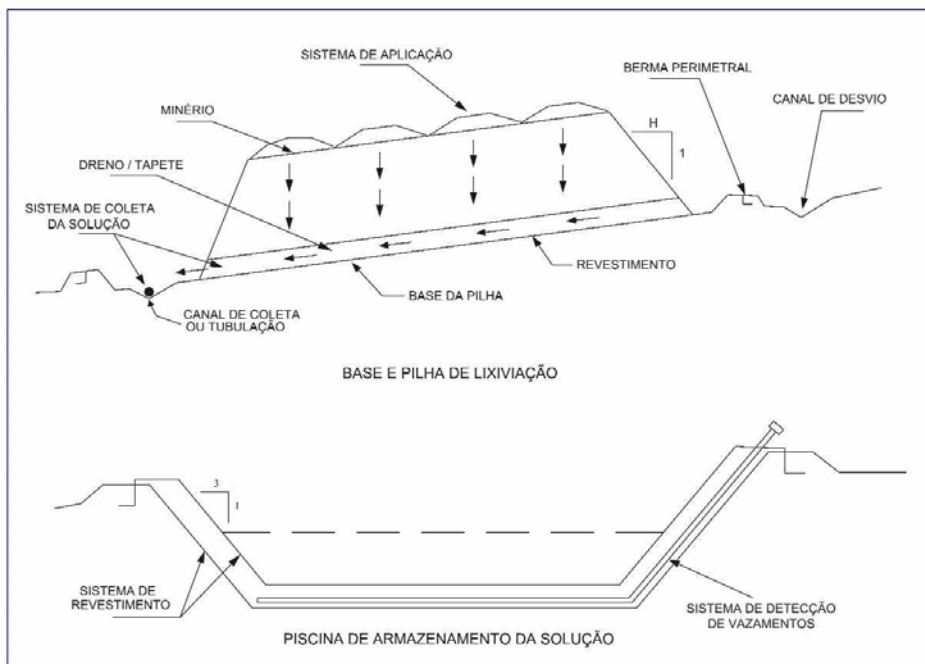 SISTEMA DE APLICAÇÃO
BERMA PERIMETRAL
CANAL DE DESVIO
MINÉRIO
H
1
DRENO / TAPETE
SISTEMA DE COLETA
DA SOLUÇÃO
REVESTIMENTO
BASE DA PILHA
CANAL DE COLETA
OU TUBULAÇÃO
BASE E PILHA DE LIXIVIAÇÃO
3
1
SISTEMA DE
REVESTIMENTO
SISTEMA DE DETECÇÃO
DE VAZAMENTOS
PISCINA DE ARMAZENAMENTO DA SOLUÇÃO